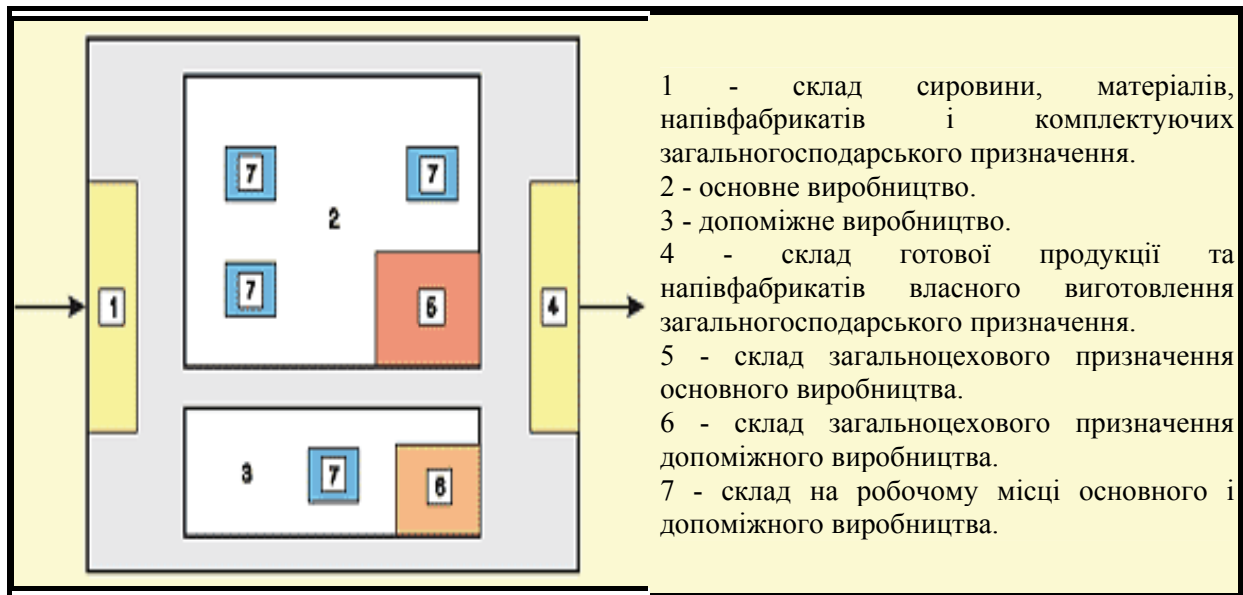 7
7
2
7
5
1
4
3
7
6
1 - склад сировини, матеріалів,
напівфабрикатів і комплектуючих
загальногосподарського призначення.
2 - основне виробництво.
3 - допоміжне виробництво.
4 - склад готової продукції та
напівфабрикатів власного виготовлення
загальногосподарського призначення.
5 - склад загальноцехового призначення
основного виробництва.
6 - склад загальноцехового призначення
допоміжного виробництва.
7 - склад на робочому місці основного і
допоміжного виробництва.